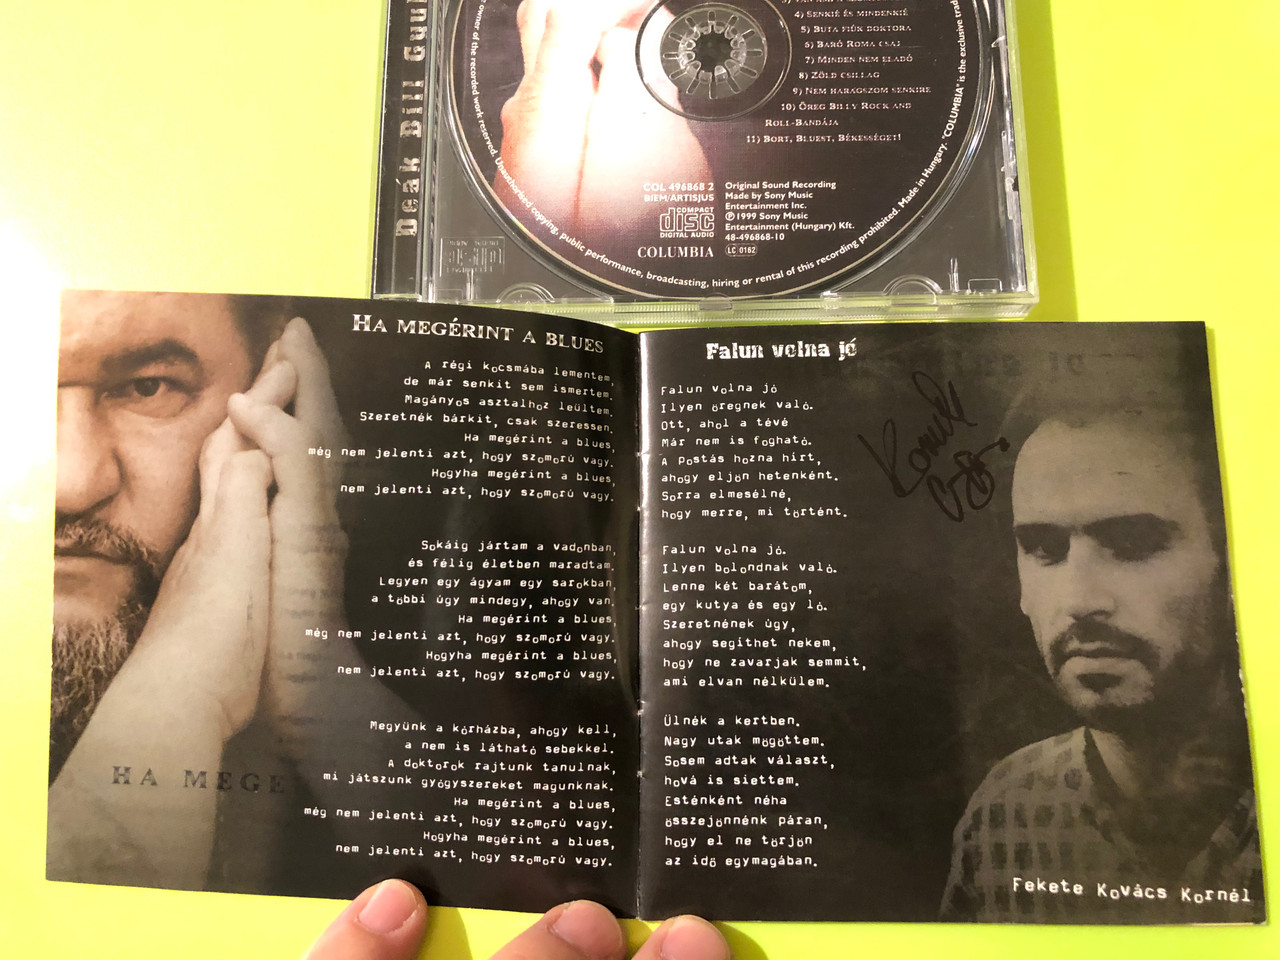 Deák Bill Gyul
4) Senkié és mindenkié
5) Buta fiúk doktora
6) Baró Roma csaj
7) Minden nem eladó
8) Zöld csillag
9) Nem haragszom senkire
10) Öreg Billy Rock and
Roll-Bandája
11) Bort, Bluest, Békességet!
COL 496868 2
BIEM/ARTISJUS
COMPACT
disc
DIGITAL AUDIO
COLUMBIA
Original Sound Recording
Made by Sony Music
Entertainment Inc.
℗ 1999 Sony Music
Entertainment (Hungary) Kft.
48-496868-10
LC 0162
owner of the recorded work reserved. Unauthorized copying, public performance, broadcasting, hiring or rental of this recording prohibited. Made in Hungary. "COLUMBIA" is the exclusive trad
Ha megérint a blues
A régi kocsmába lementem,
de már senkit sem ismertem.
Magányos asztalhoz leültem.
Szeretnék bárkit, csak szeressen.
Ha megérint a blues,
még nem jelenti azt, hogy szomorú vagy.
Hogyha megérint a blues,
nem jelenti azt, hogy szomorú vagy.
Sokáig jártam a vadonban,
és félig életben maradtam.
Legyen egy ágyam egy sarokban,
a többi úgy mindegy, ahogy van.
Ha megérint a blues,
még nem jelenti azt, hogy szomorú vagy.
Hogyha megérint a blues,
nem jelenti azt, hogy szomorú vagy.
Megyünk a kórházba, ahogy kell,
a nem is látható sebekkel.
A doktorok rajtunk tanulnak,
mi játszunk gyógyszereket magunknak.
Ha megérint a blues,
még nem jelenti azt, hogy szomorú vagy.
Hogyha megérint a blues,
nem jelenti azt, hogy szomorú vagy.
HA MEGÉ
Falun volna jó
Falun volna jó
Ilyen öregnek való.
Ott, ahol a tévé
Már nem is fogható.
A postás hozna hírt,
ahogy eljön hetenként.
Sorra elmesélné,
hogy merre, mi történt.
Falun volna jó.
Ilyen bolondnak való.
Lenne két barátom,
egy kutya és egy ló.
Szeretnének úgy,
ahogy segíthet nekem,
hogy ne zavarjak semmit,
ami elvan nélkülem.
Ülnék a kertben.
Nagy utak mögöttem.
Sosem adtak választ,
hová is siettem.
Esténként néha
összejönnénk páran,
hogy el ne törjön
az idő egymagában.
Fekete Kovács Kornél